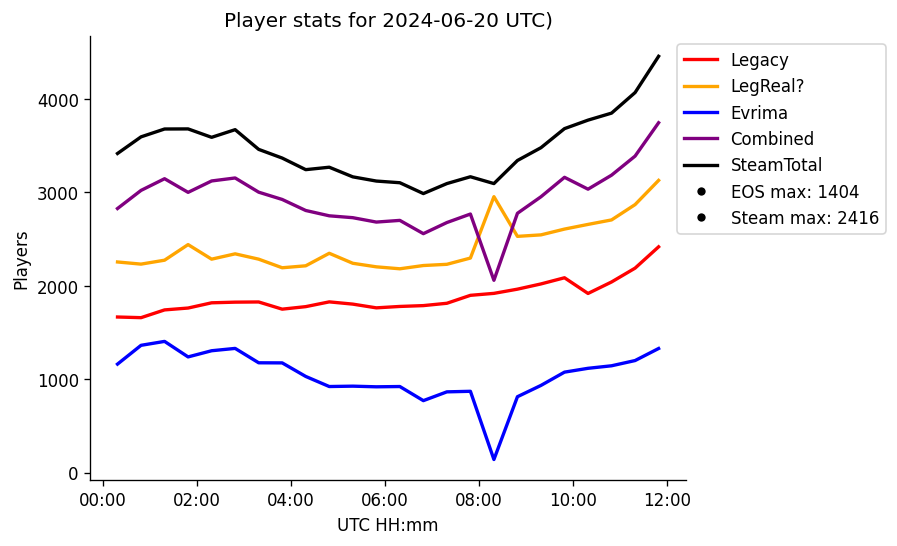 Player stats for 2024-06-20 UTC)
Legacy
LegReal?
Evrima
Combined
SteamTotal
EOS max: 1404
Steam max: 2416
Players
4000
3000
2000
1000
0
00:00 02:00 04:00 06:00 08:00 10:00 12:00
UTC HH:mm